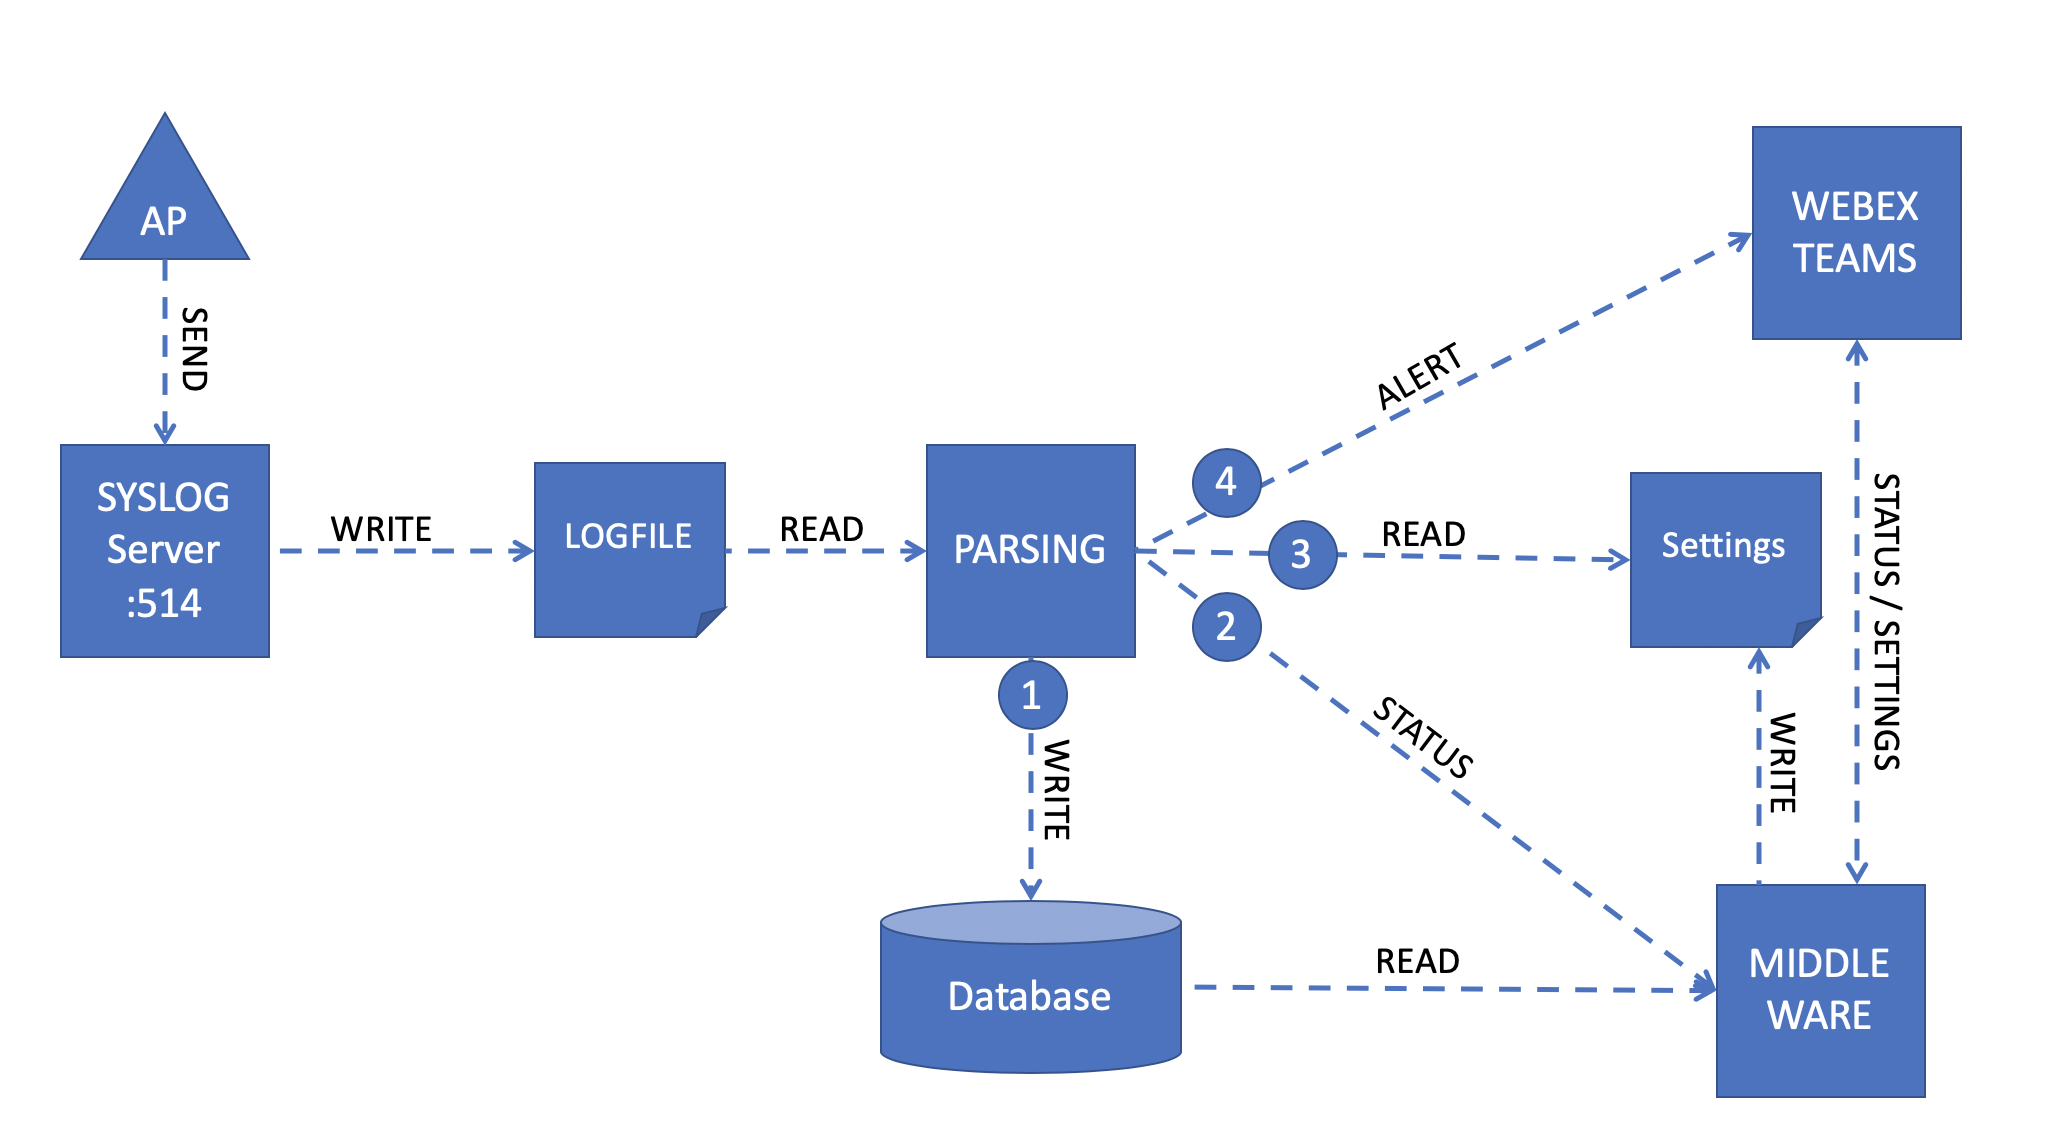 AP
SEND
SYSLOG
Server
:514
WRITE
LOGFILE
READ
PARSING
1
WRITE
Database
READ
2
STATUS
3
READ
Settings
4
ALERT
WEBEX
TEAMS
STATUS / SETTINGS
WRITE
MIDDLE
WARE